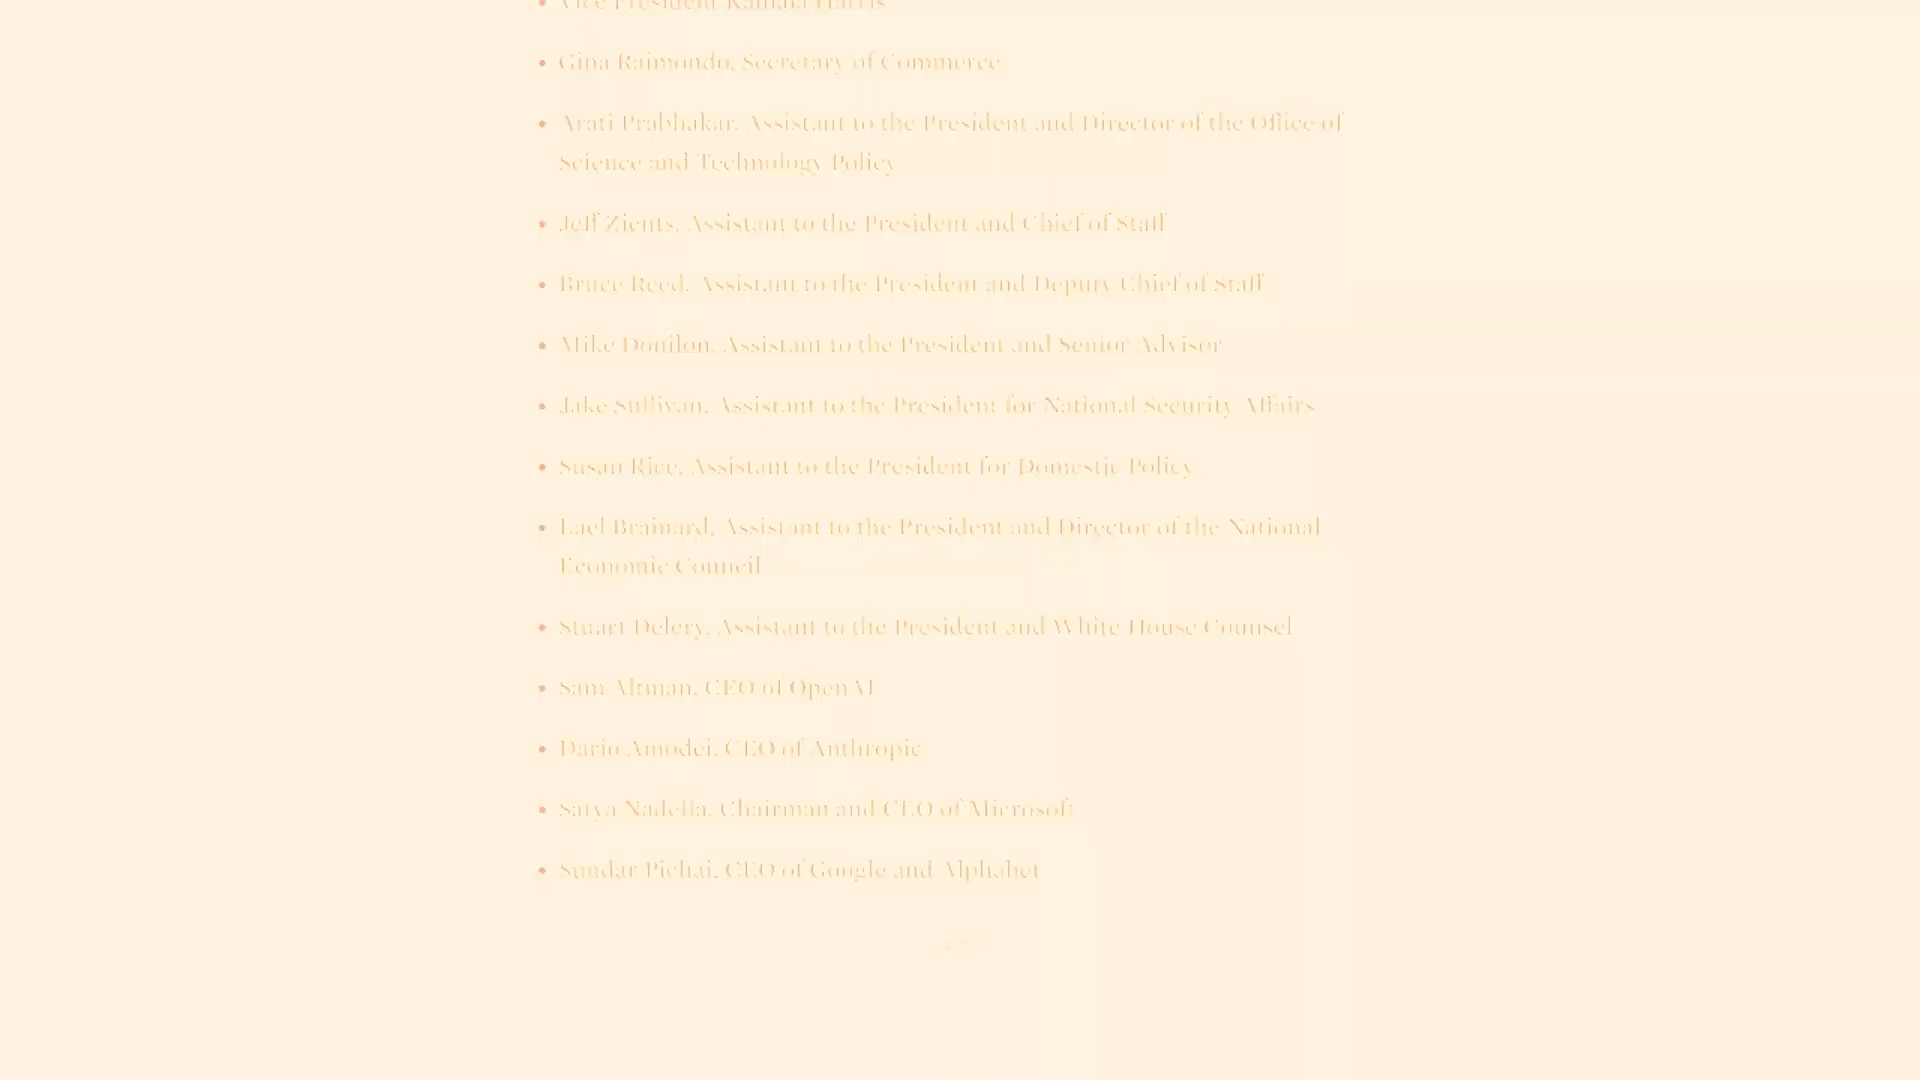 Vice President Kamala Harris
• Gina Raimondo, Secretary of Commerce
• Arati Prabhakar, Assistant to the President and Director of the Office of
Science and Technology Policy
• Jeff Zients, Assistant to the President and Chief of Staff
• Bruce Reed, Assistant to the President and Deputy Chief of Staff
• Mike Donilon, Assistant to the President and Senior Advisor
• Jake Sullivan, Assistant to the President for National Security Affairs
• Susan Rice, Assistant to the President for Domestic Policy
• Lael Brainard, Assistant to the President and Director of the National
Economic Council
• Stuart Delery, Assistant to the President and White House Counsel
• Sam Altman, CEO of OpenAI
• Dario Amodei, CEO of Anthropic
• Satya Nadella, Chairman and CEO of Microsoft
• Sundar Pichai, CEO of Google and Alphabet